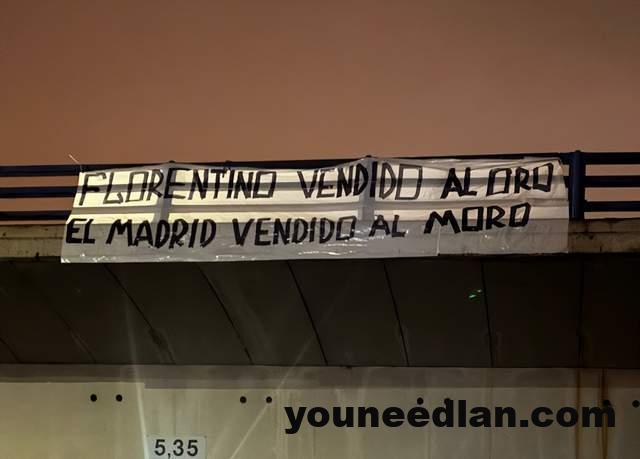 FLORENTINO VENDIDO AL ORO
EL MADRID VENDIDO AL MORO
youneedlan.com
5,35